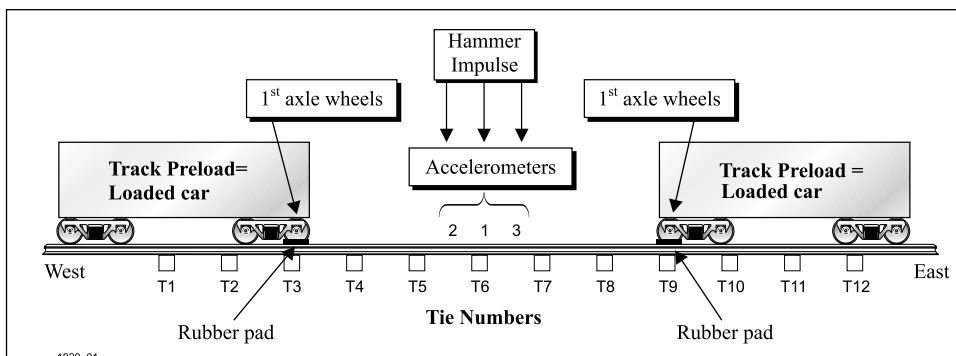 Hammer
Impulse
1st axle wheels
1st axle wheels
Accelerometers
Track Preload=
Loaded car
Track Preload =
Loaded car
2 1 3
West
East
T1 T2 T3 T4 T5 T6 T7 T8 T9 T10 T11 T12
Rubber pad
Tie Numbers
Rubber pad